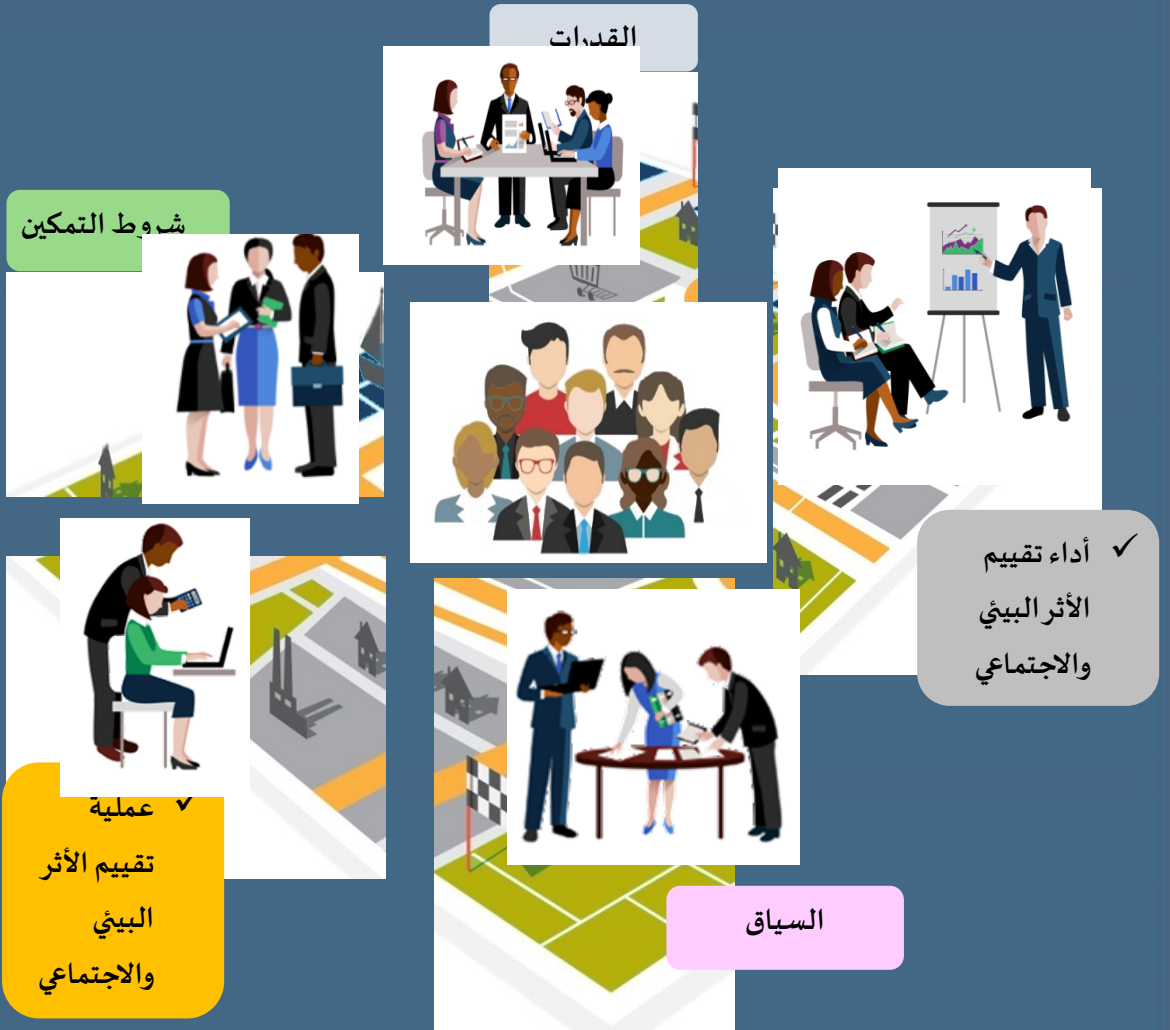 القدرات
شروط التمكين
✓ أداء تقييم
الأثر البيئي
والاجتماعي
✓ عملية
تقييم الأثر
البيئي
والاجتماعي
السياق